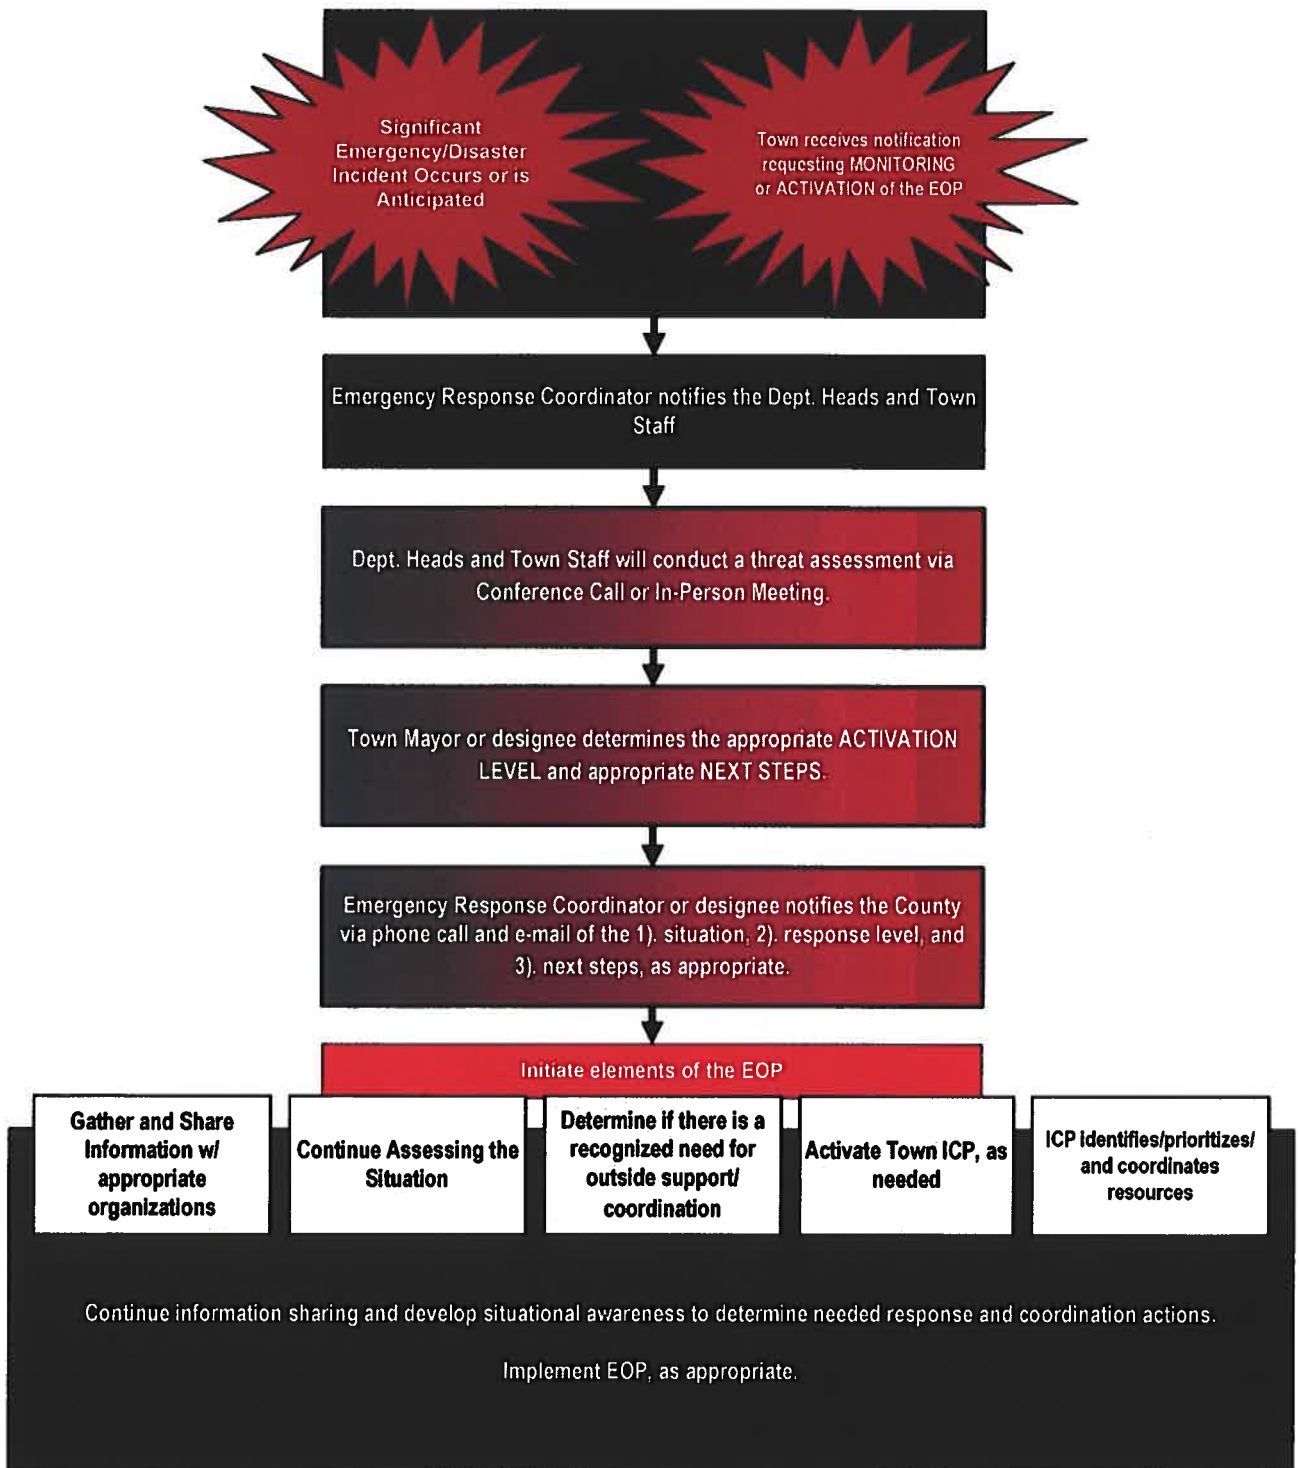 Significant
Emergency/Disaster
Incident Occurs or is
Anticipated
Town receives notification
requesting MONITORING
or ACTIVATION of the EOP
Emergency Response Coordinator notifies the Dept. Heads and Town
Staff
Dept. Heads and Town Staff will conduct a threat assessment via
Conference Call or In-Person Meeting.
Town Mayor or designee determines the appropriate ACTIVATION
LEVEL and appropriate NEXT STEPS.
Emergency Response Coordinator or designee notifies the County
via phone call and e-mail of the 1). situation, 2). response level, and
3). next steps, as appropriate.
Initiate elements of the EOP
Gather and Share
Information w/
appropriate
organizations
Continue Assessing the
Situation
Determine if there is a
recognized need for
outside support/
coordination
Activate Town ICP, as
needed
ICP identifies/prioritizes/
and coordinates
resources
Continue information sharing and develop situational awareness to determine needed response and coordination actions.
Implement EOP, as appropriate.